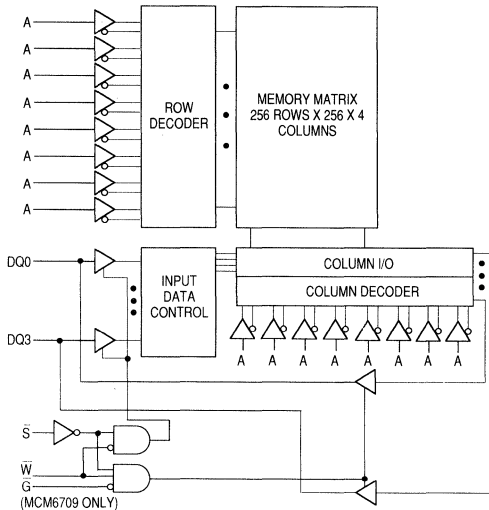 A
A
A
A
A
A
A
A
ROW
DECODER
MEMORY MATRIX
256 ROWS X 256 X 4
COLUMNS
DQ0
DQ3
INPUT
DATA
CONTROL
COLUMN I/O
COLUMN DECODER
A A A A A A A A
S̅
W̅
G̅
(MCM6709 ONLY)